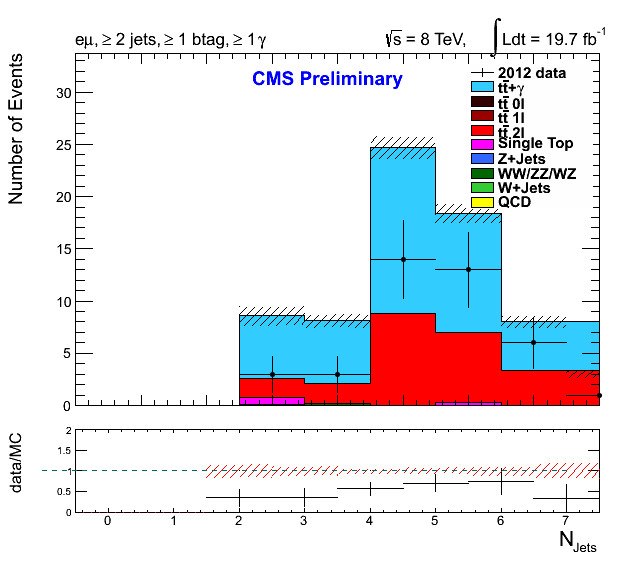 eμ, ≥ 2 jets, ≥ 1 btag, ≥ 1 γ
√s = 8 TeV, ∫ Ldt = 19.7 fb⁻¹
CMS Preliminary
2012 data
tt̄+γ
tt̄ 0l
tt̄ 1l
tt̄ 2l
Single Top
Z+Jets
WW/ZZ/WZ
W+Jets
QCD
Number of Events
30
25
20
15
10
5
0
data/MC
2
1.5
1
0.5
0
0 1 2 3 4 5 6 7
N_Jets